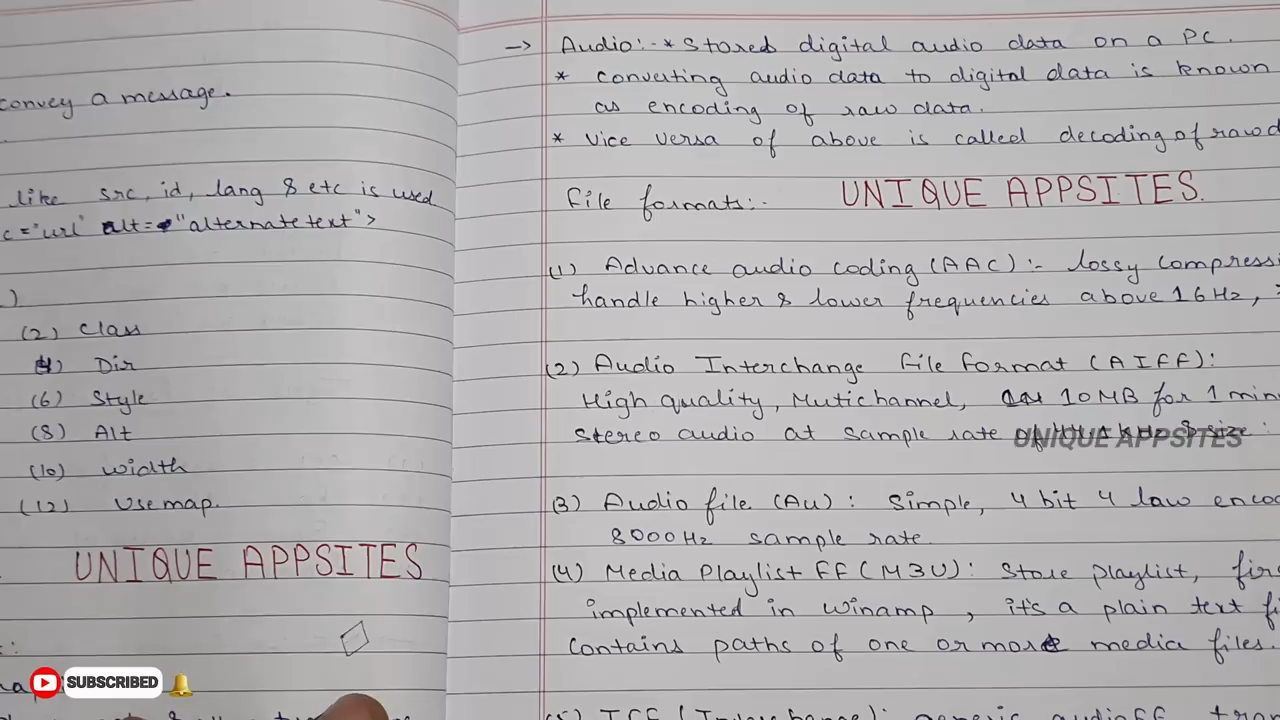 convey a message.
like src, id, lang & etc is used
c="url" alt="alternate text">
)
(2) Class
4) Dir
(6) Style
(8) Alt
(10) width
(12) Usemap.
UNIQUE APPSITES
SUBSCRIBED
→ Audio:- * Stored digital audio data on a PC.
* Converting audio data to digital data is known
as encoding of raw data.
* Vice versa of above is called decoding of raw d
File formats:-
UNIQUE APPSITES.
(1) Advance audio coding (AAC):- lossy compressi
handle higher & lower frequencies above 16Hz,
(2) Audio Interchange File Format (AIFF):
High quality, Mutichannel, 10MB for 1 min
stereo audio at sample rate
UNIQUE APPSITES
(3) Audio file (Au): Simple, 4 bit 4 law enco
8000Hz sample rate.
(4) Media Playlist FF (M3U): Store playlist, fir
implemented in winamp, it's a plain text fi
contains paths of one or more media files.